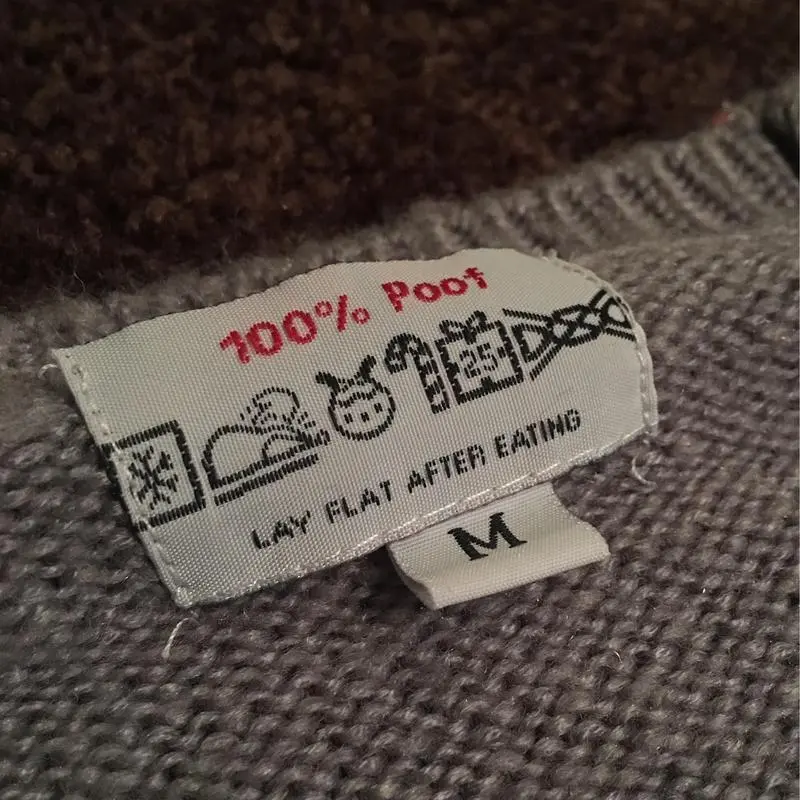 100% Poof
25
LAY FLAT AFTER EATING
M